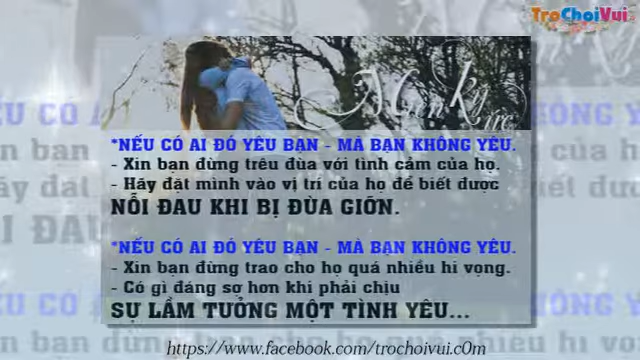 TroChoiVui
*NẾU CÓ AI ĐÓ YÊU BẠN - MÀ BẠN KHÔNG YÊU.
- Xin bạn đừng trêu đùa với tình cảm của họ.
- Hãy đặt mình vào vị trí của họ để biết được
NỖI ĐAU KHI BỊ ĐÙA GIỠN.
*NẾU CÓ AI ĐÓ YÊU BẠN - MÀ BẠN KHÔNG YÊU.
- Xin bạn đừng trao cho họ quá nhiều hi vọng.
- Có gì đáng sợ hơn khi phải chịu
SỰ LẦM TƯỞNG MỘT TÌNH YÊU...
https://www.facebook.com/trochoivui.c0m